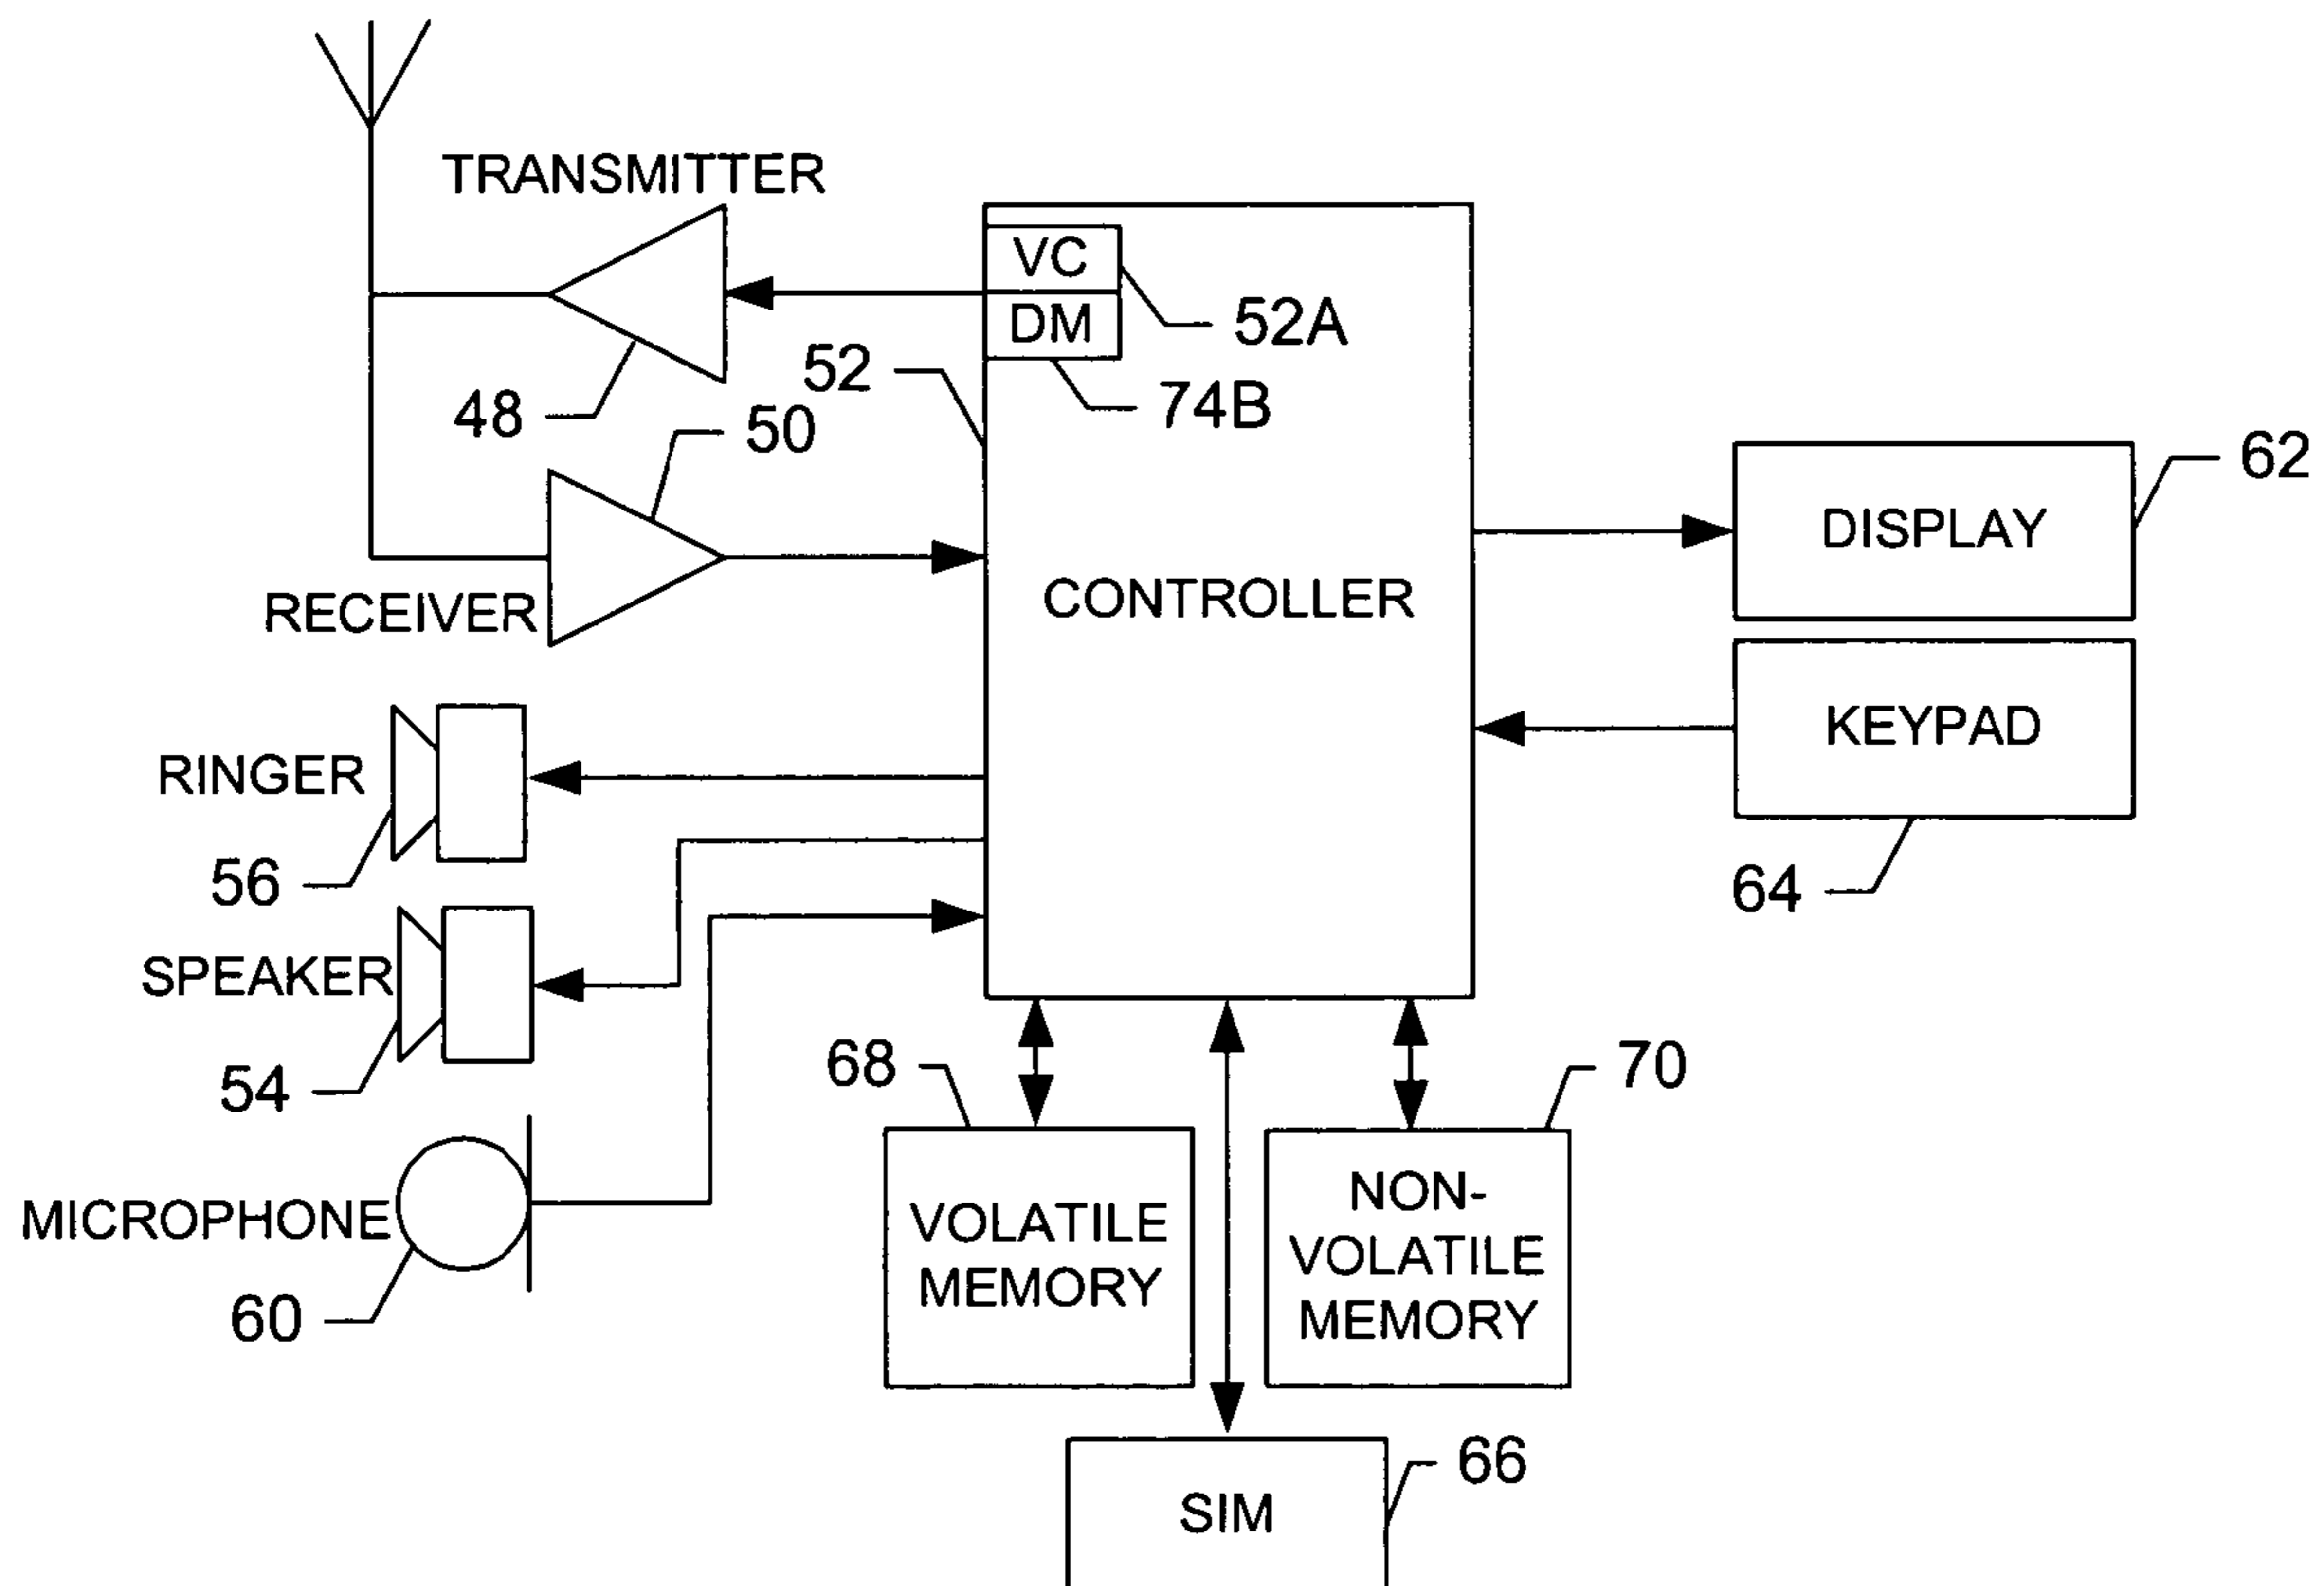 TRANSMITTER
VC
DM
52A
74B
52
48
50
RECEIVER
CONTROLLER
DISPLAY
62
KEYPAD
64
RINGER
56
SPEAKER
54
MICROPHONE
60
68
70
VOLATILE
MEMORY
NON-
VOLATILE
MEMORY
66
SIM